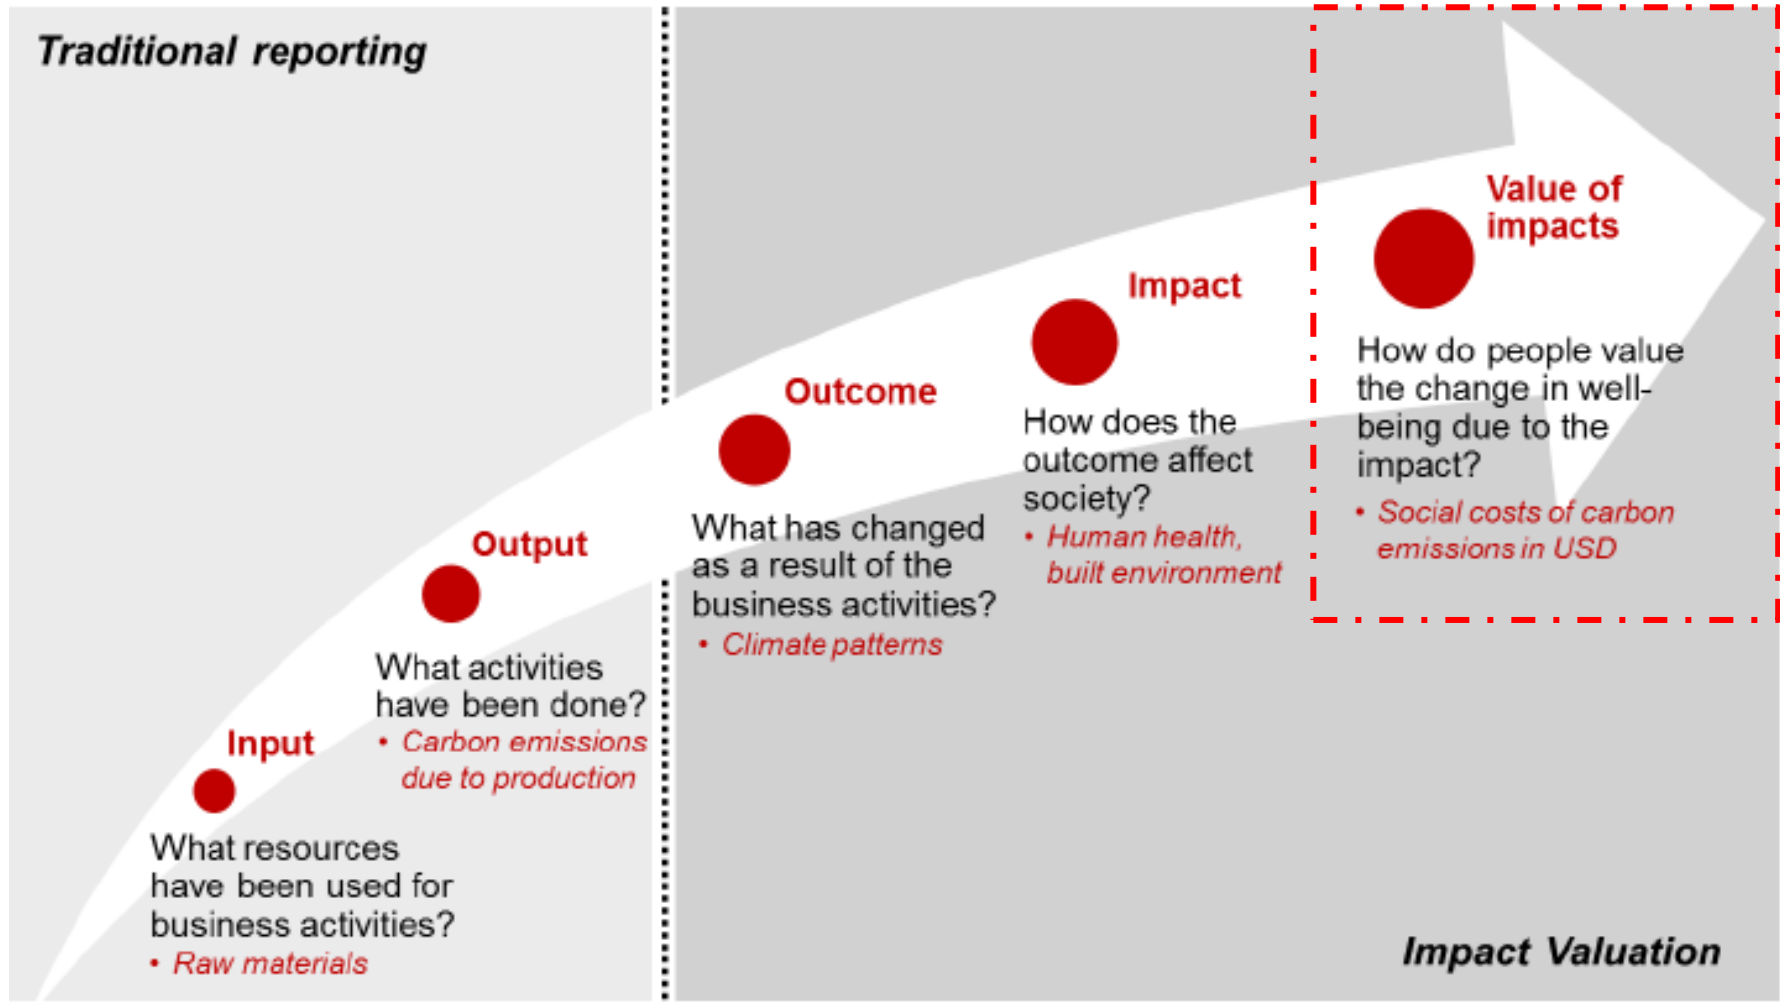 Traditional reporting
Input
What resources
have been used for
business activities?
• Raw materials
Output
What activities
have been done?
• Carbon emissions
due to production
Outcome
What has changed
as a result of the
business activities?
• Climate patterns
Impact
How does the
outcome affect
society?
• Human health,
built environment
Value of
impacts
How do people value
the change in well-
being due to the
impact?
• Social costs of carbon
emissions in USD
Impact Valuation